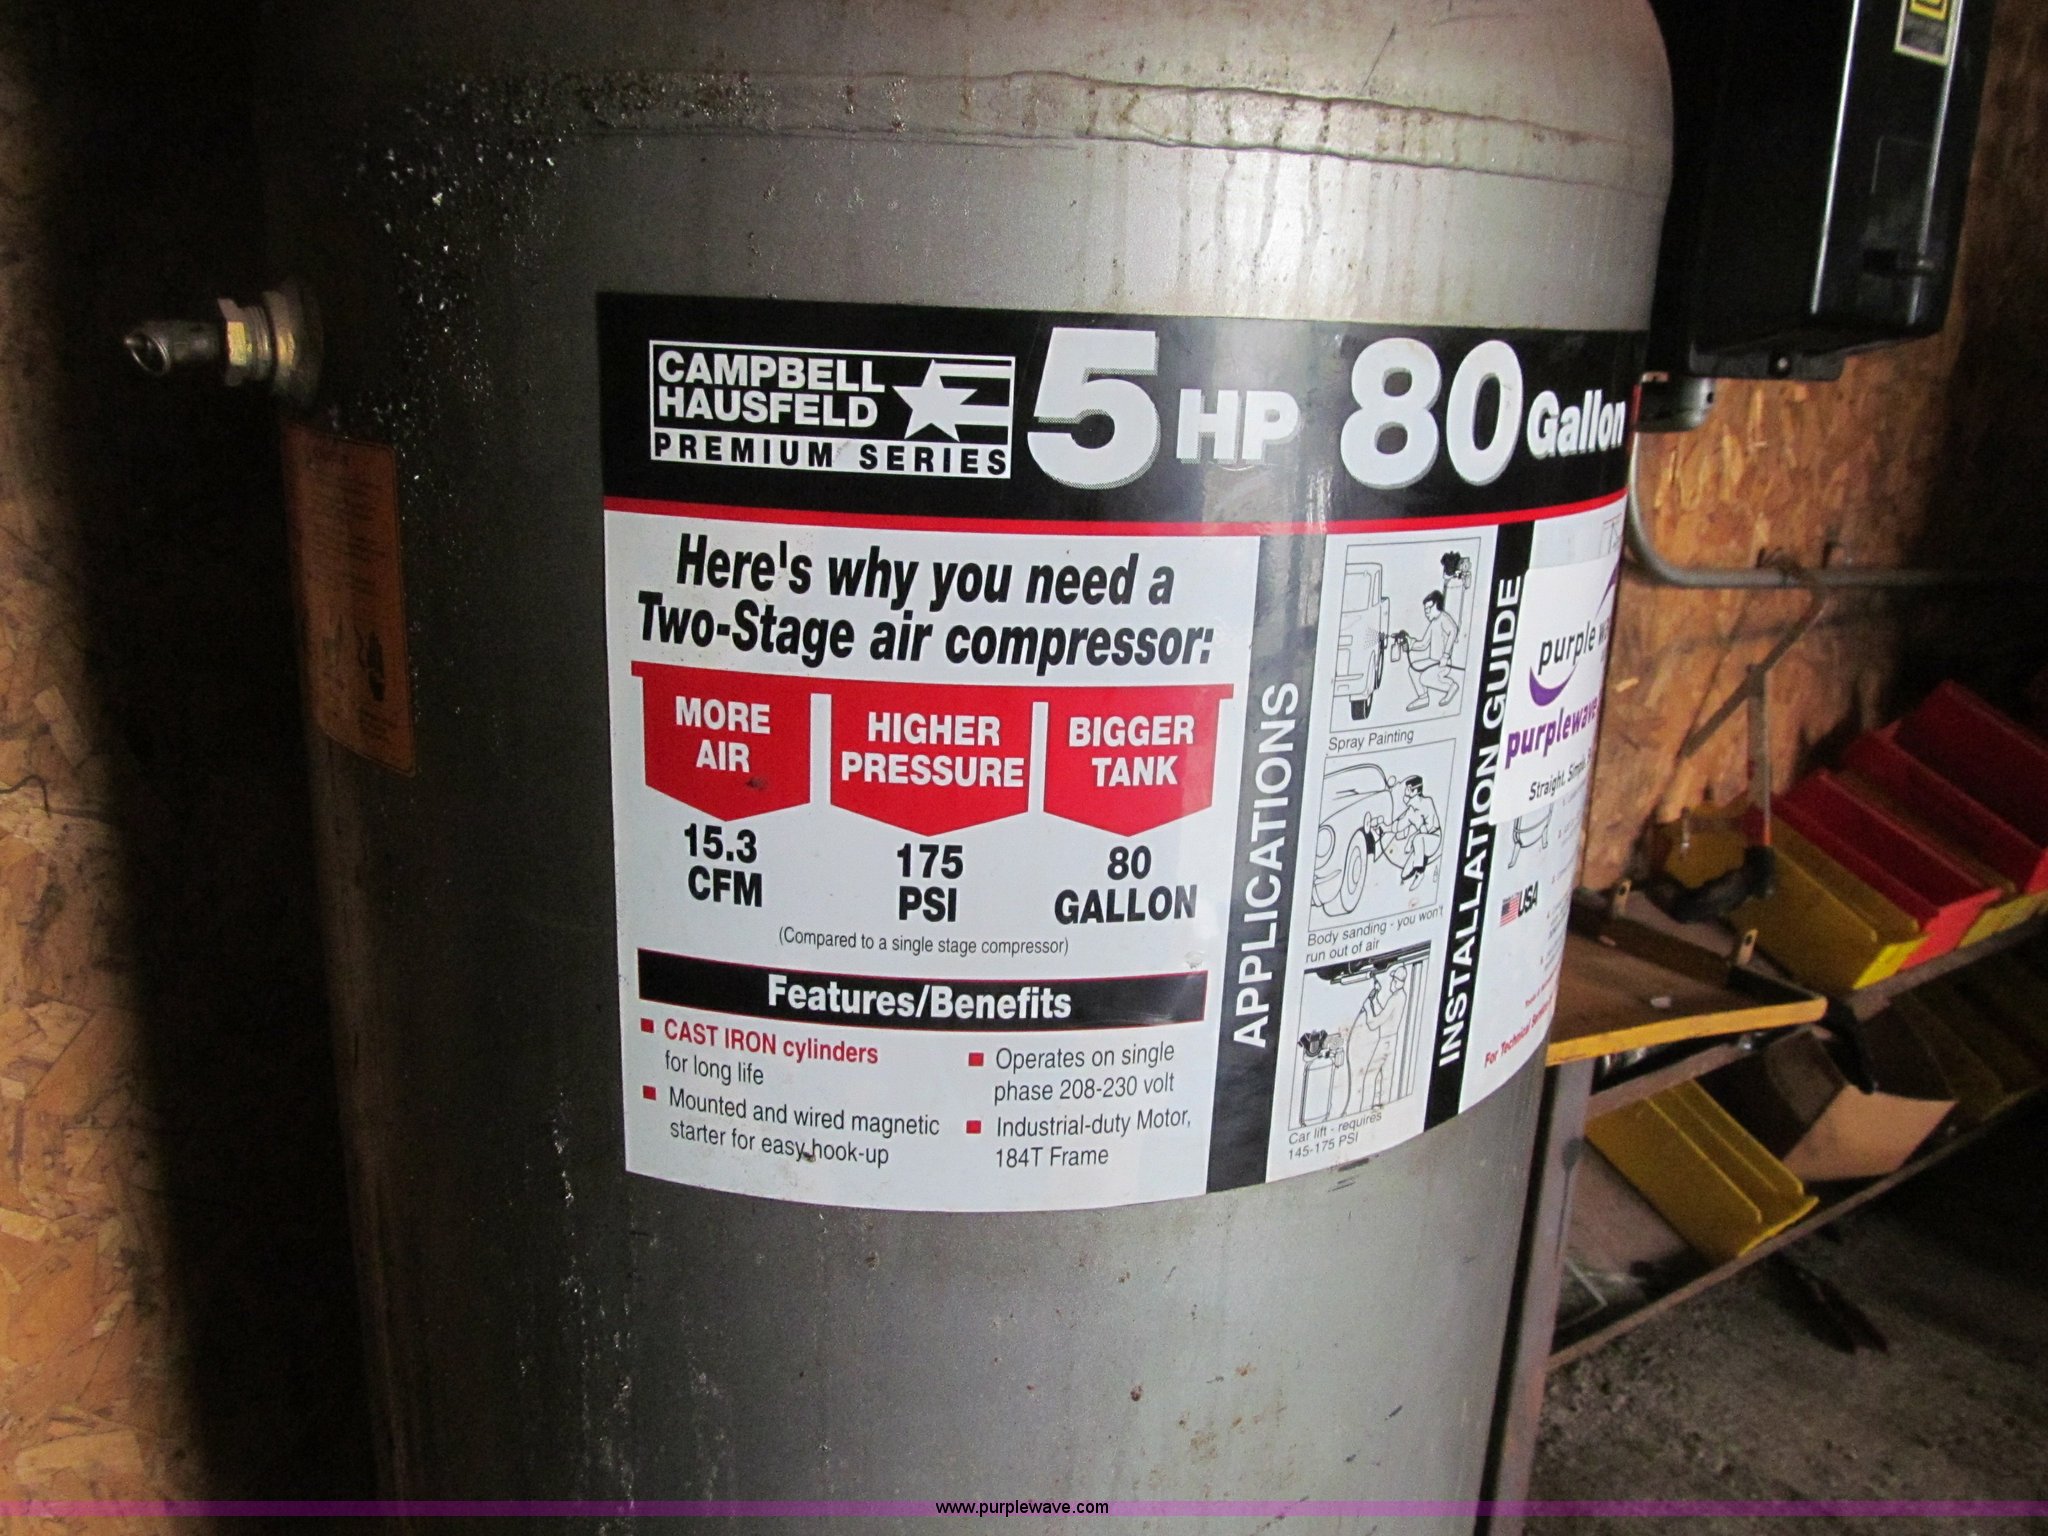 CAMPBELL
HAUSFELD
PREMIUM SERIES
5 HP 80 Gallon
Here's why you need a
Two-Stage air compressor:
MORE
AIR
HIGHER
PRESSURE
BIGGER
TANK
15.3
CFM
175
PSI
80
GALLON
(Compared to a single stage compressor)
Features/Benefits
CAST IRON cylinders
for long life
Mounted and wired magnetic
starter for easy hook-up
Operates on single
phase 208-230 volt
Industrial-duty Motor,
184T Frame
APPLICATIONS
Spray Painting
Body sanding - you won't
run out of air
Car lift - requires
145-175 PSI
INSTALLATION GUIDE
purple
purplewave
Straight.
USA
For Technical
www.purplewave.com